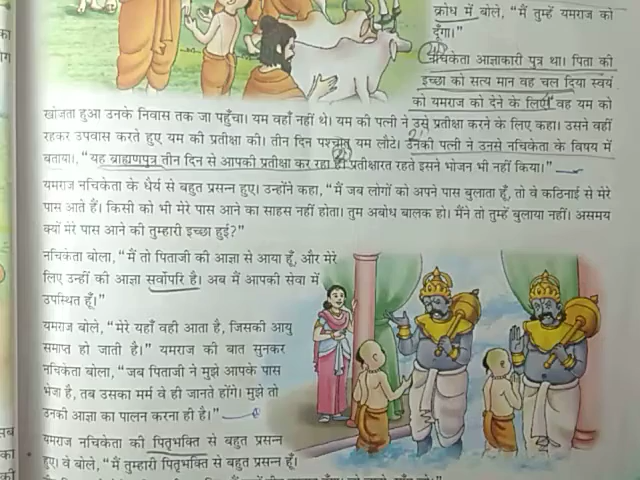 क्रोध में बोले, "मैं तुम्हें यमराज को
दूँगा।"
नचिकेता आज्ञाकारी पुत्र था। पिता की
इच्छा को सत्य मान वह चल दिया स्वयं
को यमराज को देने के लिए। वह यम को
खोजता हुआ उनके निवास तक जा पहुँचा। यम वहाँ नहीं थे। यम की पत्नी ने उसे प्रतीक्षा करने के लिए कहा। उसने वहीं
रहकर उपवास करते हुए यम की प्रतीक्षा की। तीन दिन पश्चात् यम लौटे। उनकी पत्नी ने उनसे नचिकेता के विषय में
बताया, "यह ब्राह्मणपुत्र तीन दिन से आपकी प्रतीक्षा कर रहा है। प्रतीक्षारत रहते इसने भोजन भी नहीं किया।"
यमराज नचिकेता के धैर्य से बहुत प्रसन्न हुए। उन्होंने कहा, "मैं जब लोगों को अपने पास बुलाता हूँ, तो वे कठिनाई से मेरे
पास आते हैं। किसी को भी मेरे पास आने का साहस नहीं होता। तुम अबोध बालक हो। मैंने तो तुम्हें बुलाया नहीं। असमय
क्यों मेरे पास आने की तुम्हारी इच्छा हुई?"
नचिकेता बोला, "मैं तो पिताजी की आज्ञा से आया हूँ, और मेरे
लिए उन्हीं की आज्ञा सर्वोपरि है। अब मैं आपकी सेवा में
उपस्थित हूँ।"
यमराज बोले, "मेरे यहाँ वही आता है, जिसकी आयु
समाप्त हो जाती है।" यमराज की बात सुनकर
नचिकेता बोला, "जब पिताजी ने मुझे आपके पास
भेजा है, तब उसका मर्म वे ही जानते होंगे। मुझे तो
उनकी आज्ञा का पालन करना ही है।"
यमराज नचिकेता की पितृभक्ति से बहुत प्रसन्न
हुए। वे बोले, "मैं तुम्हारी पितृभक्ति से बहुत प्रसन्न हूँ।